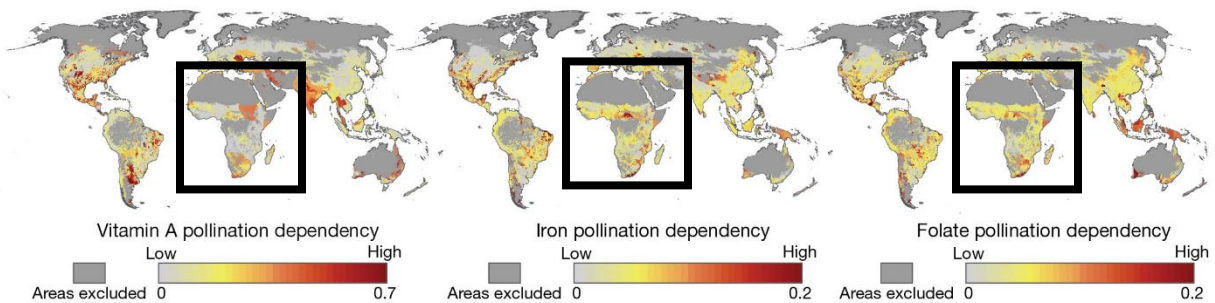 Vitamin A pollination dependency
Low High
Areas excluded 0 0.7
Iron pollination dependency
Low High
Areas excluded 0 0.2
Folate pollination dependency
Low High
Areas excluded 0 0.2